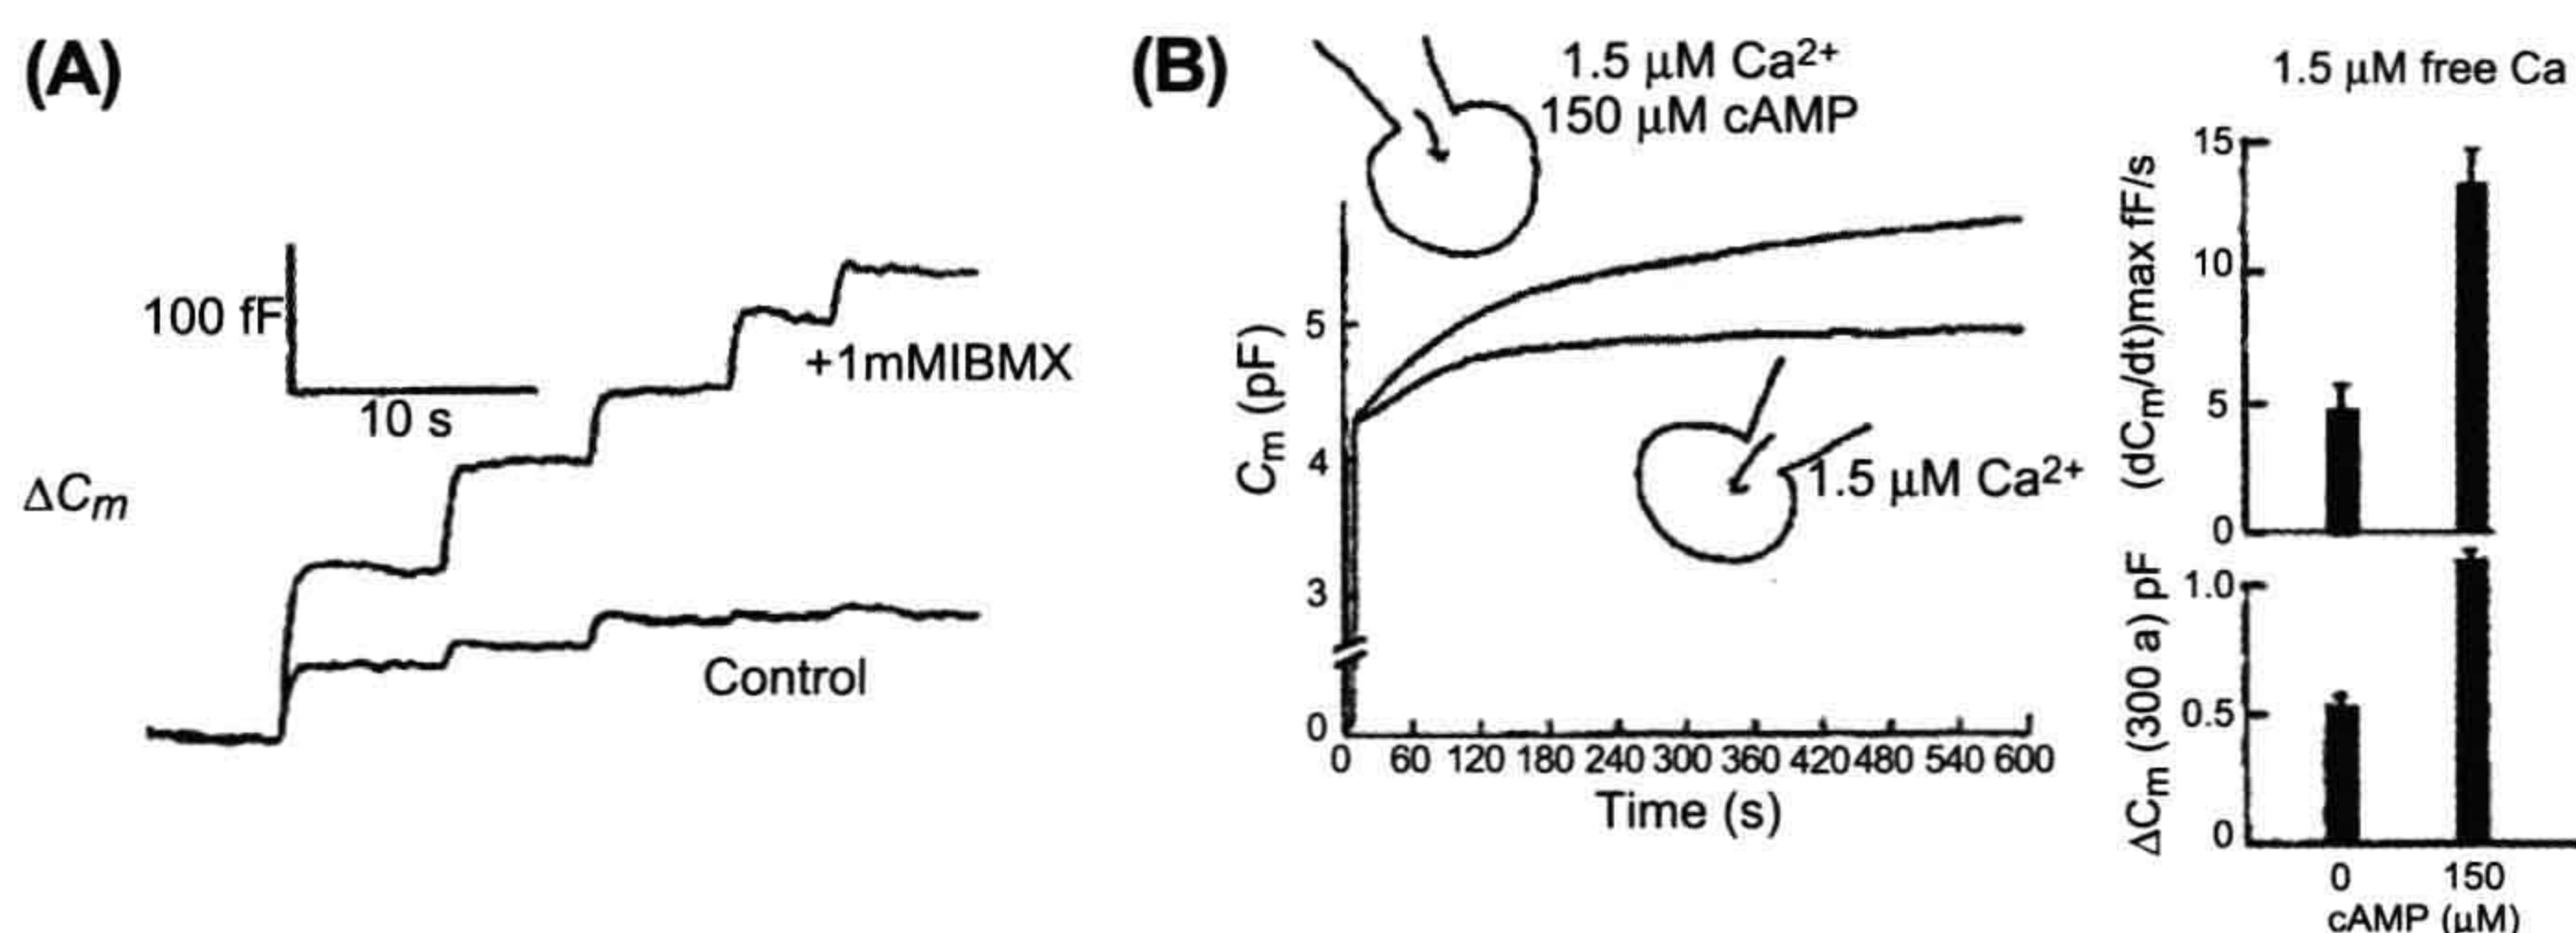 (A)
100 fF
10 s
ΔCm
+1mMIBMX
Control
(B)
1.5 µM Ca2+
150 µM cAMP
Cm (pF)
5
4
3
0
0 60 120 180 240 300 360 420 480 540 600
Time (s)
1.5 µM Ca2+
1.5 µM free Ca
(dCm/dt)max fF/s
15
10
5
0
ΔCm (300 a) pF
1.0
0.5
0
0 150
cAMP (µM)